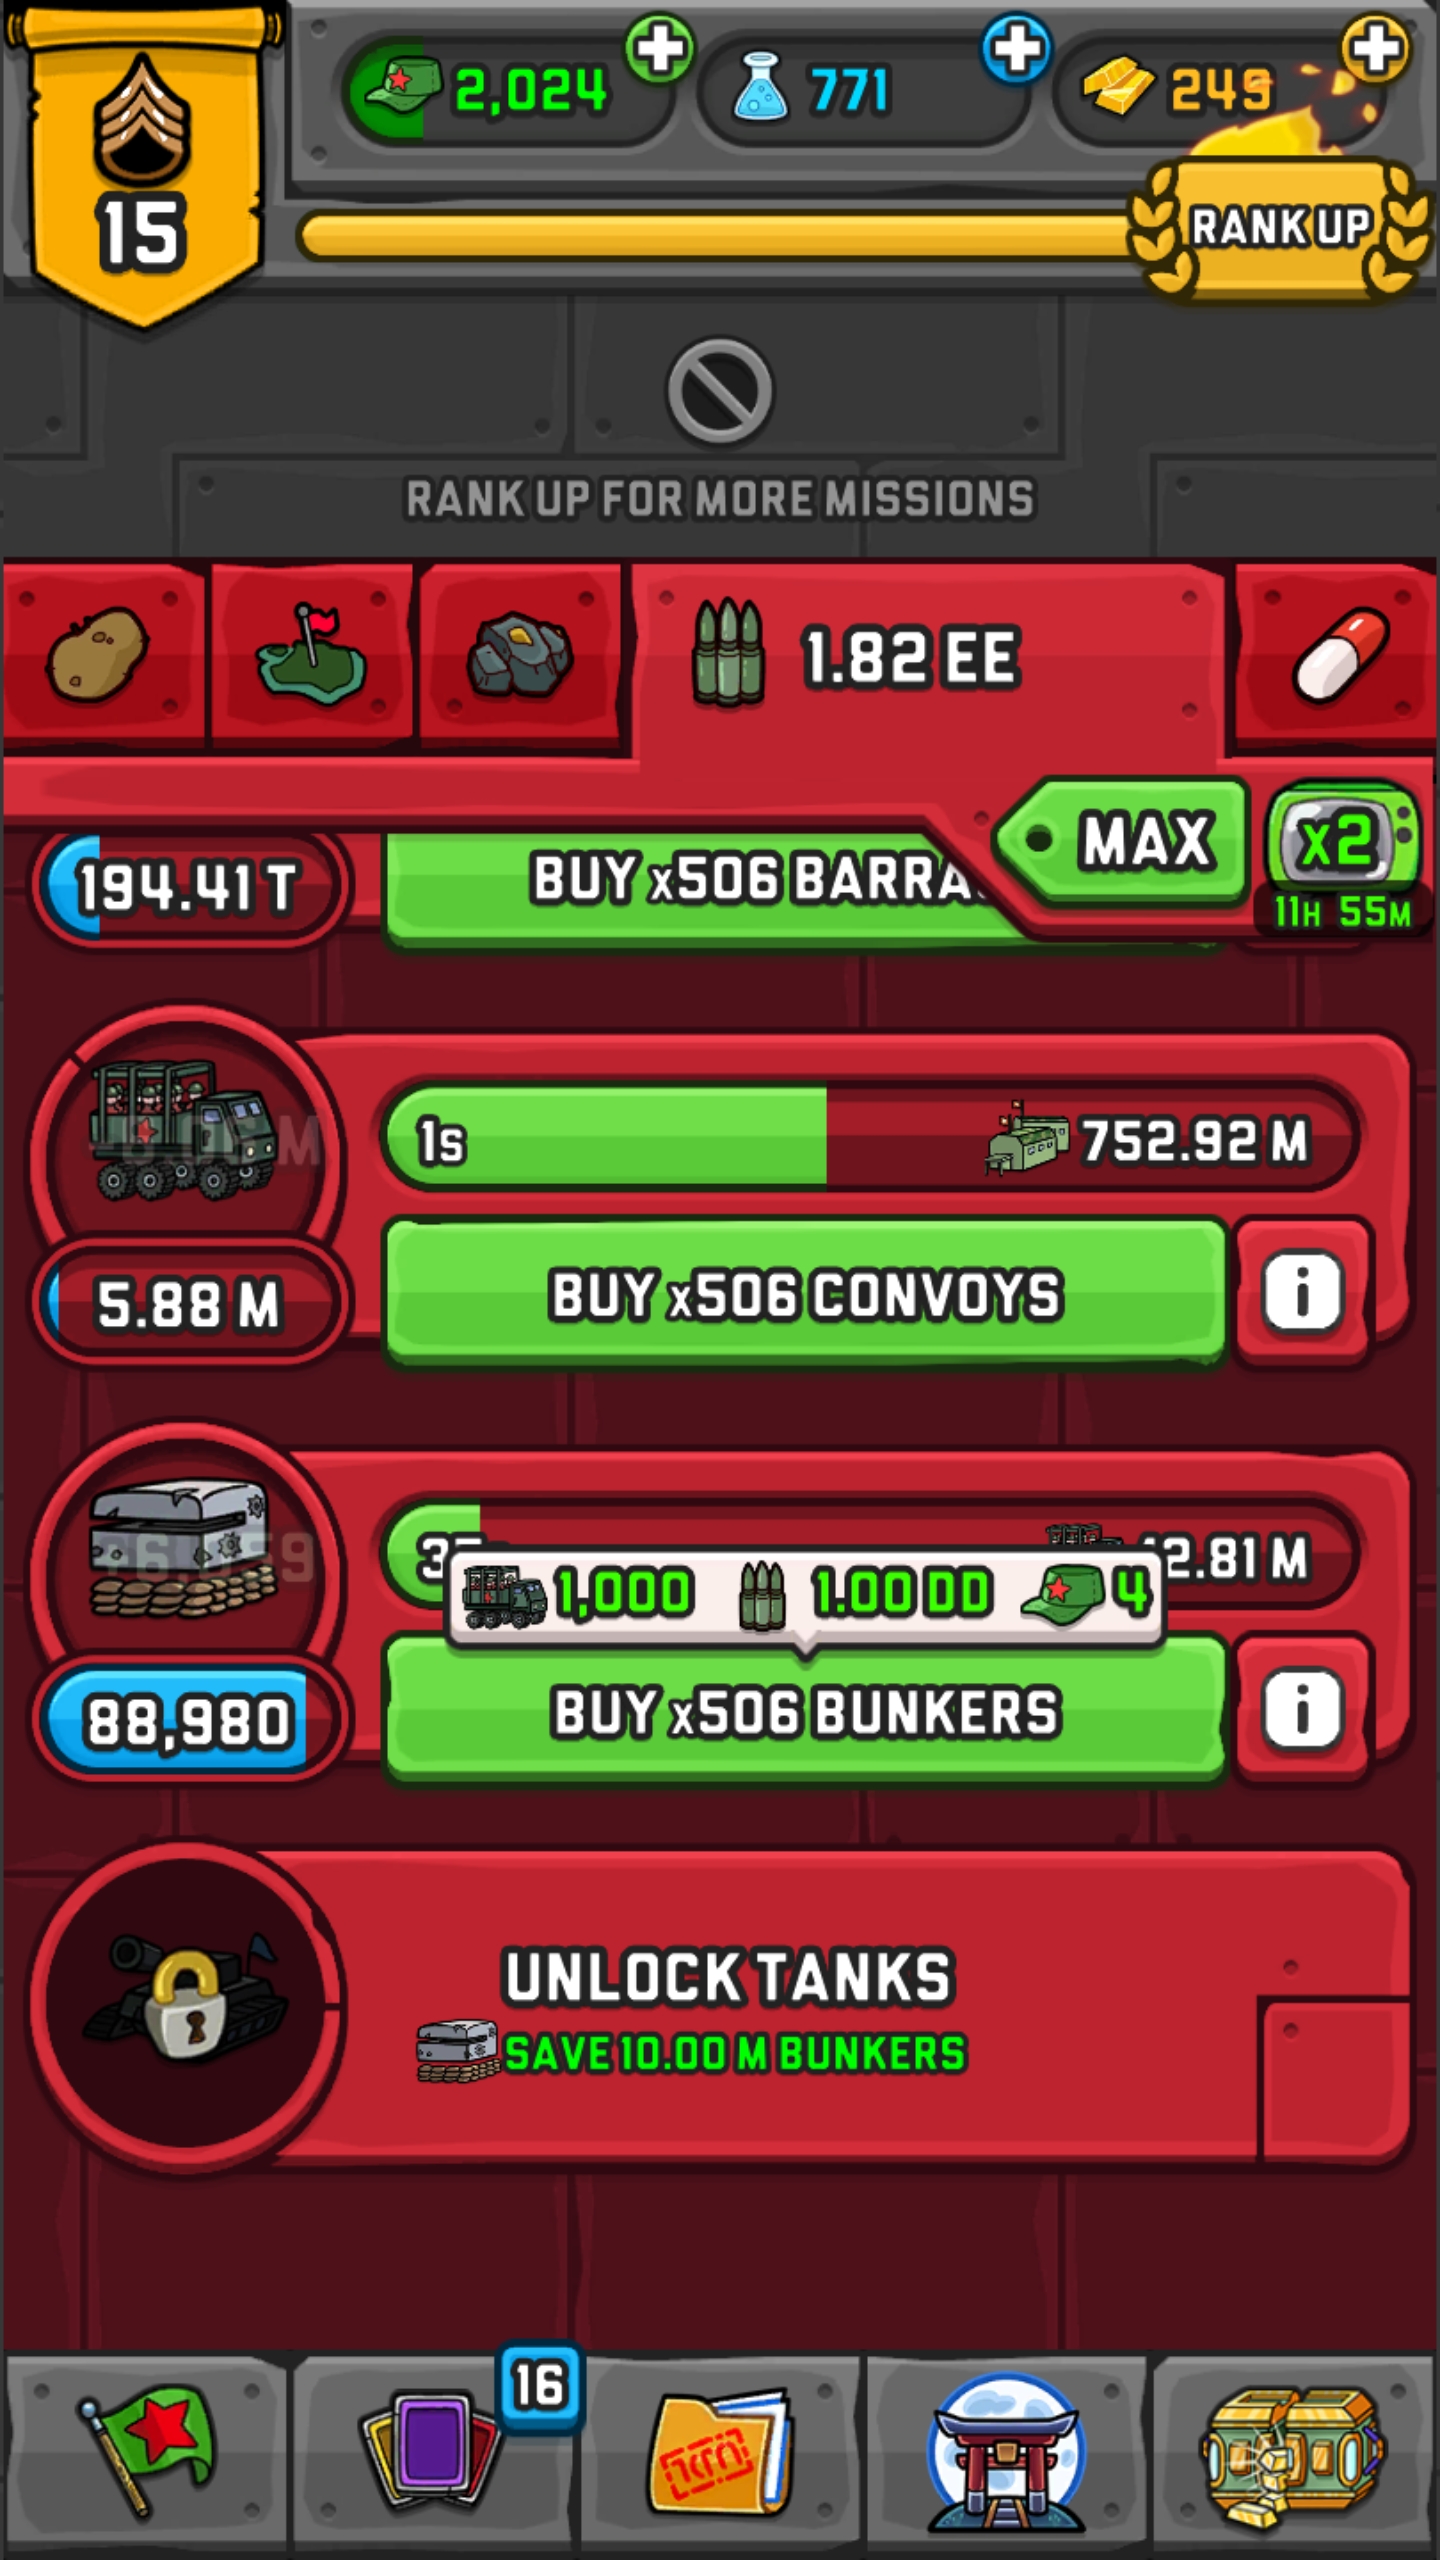 15
2,024
771
249
RANK UP
RANK UP FOR MORE MISSIONS
1.82 EE
MAX
x2
11H 55M
194.41 T
BUY x506
1s
752.92 M
5.88 M
BUY x506 CONVOYS
1,000
1.00 DD
4
88,980
BUY x506 BUNKERS
UNLOCK TANKS
SAVE 10.00 M BUNKERS
16